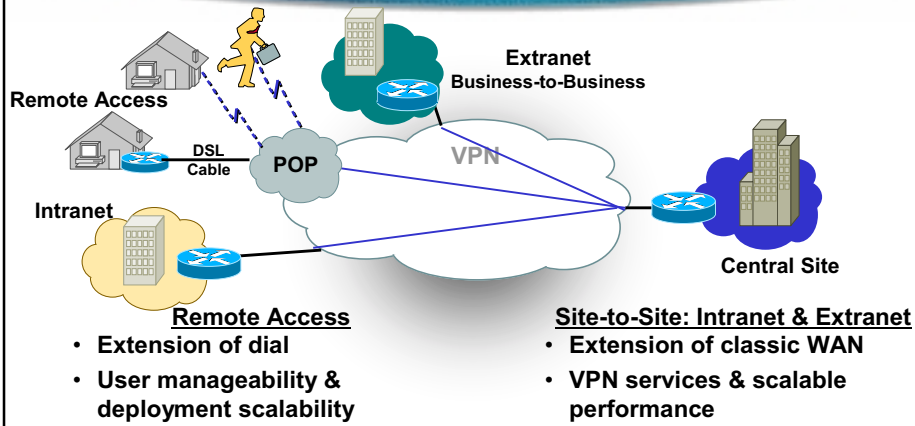 Extranet
Business-to-Business
Remote Access
DSL
Cable
POP
VPN
Intranet
Central Site
Remote Access
• Extension of dial
• User manageability &
deployment scalability
Site-to-Site: Intranet & Extranet
• Extension of classic WAN
• VPN services & scalable
performance